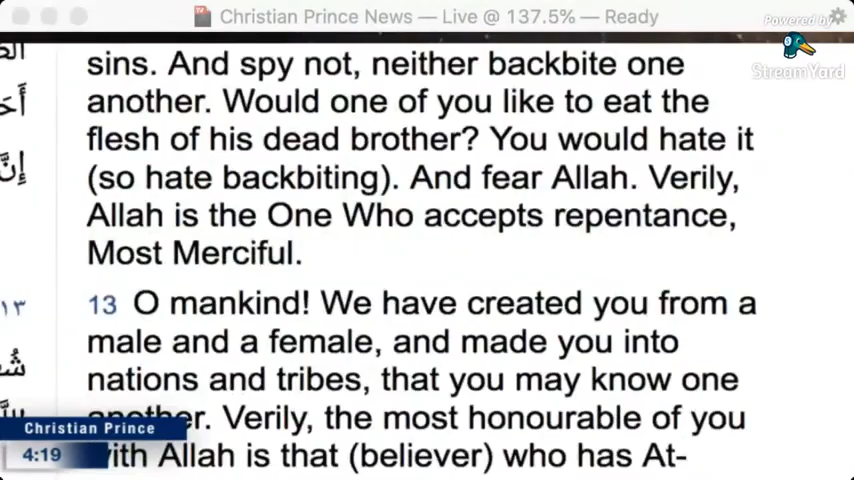 Christian Prince News — Live @ 137.5% — Ready
Powered by
StreamYard
sins. And spy not, neither backbite one
another. Would one of you like to eat the
flesh of his dead brother? You would hate it
(so hate backbiting). And fear Allah. Verily,
Allah is the One Who accepts repentance,
Most Merciful.
١٣
13 O mankind! We have created you from a
male and a female, and made you into
nations and tribes, that you may know one
another. Verily, the most honourable of you
with Allah is that (believer) who has At-
Christian Prince
4:19